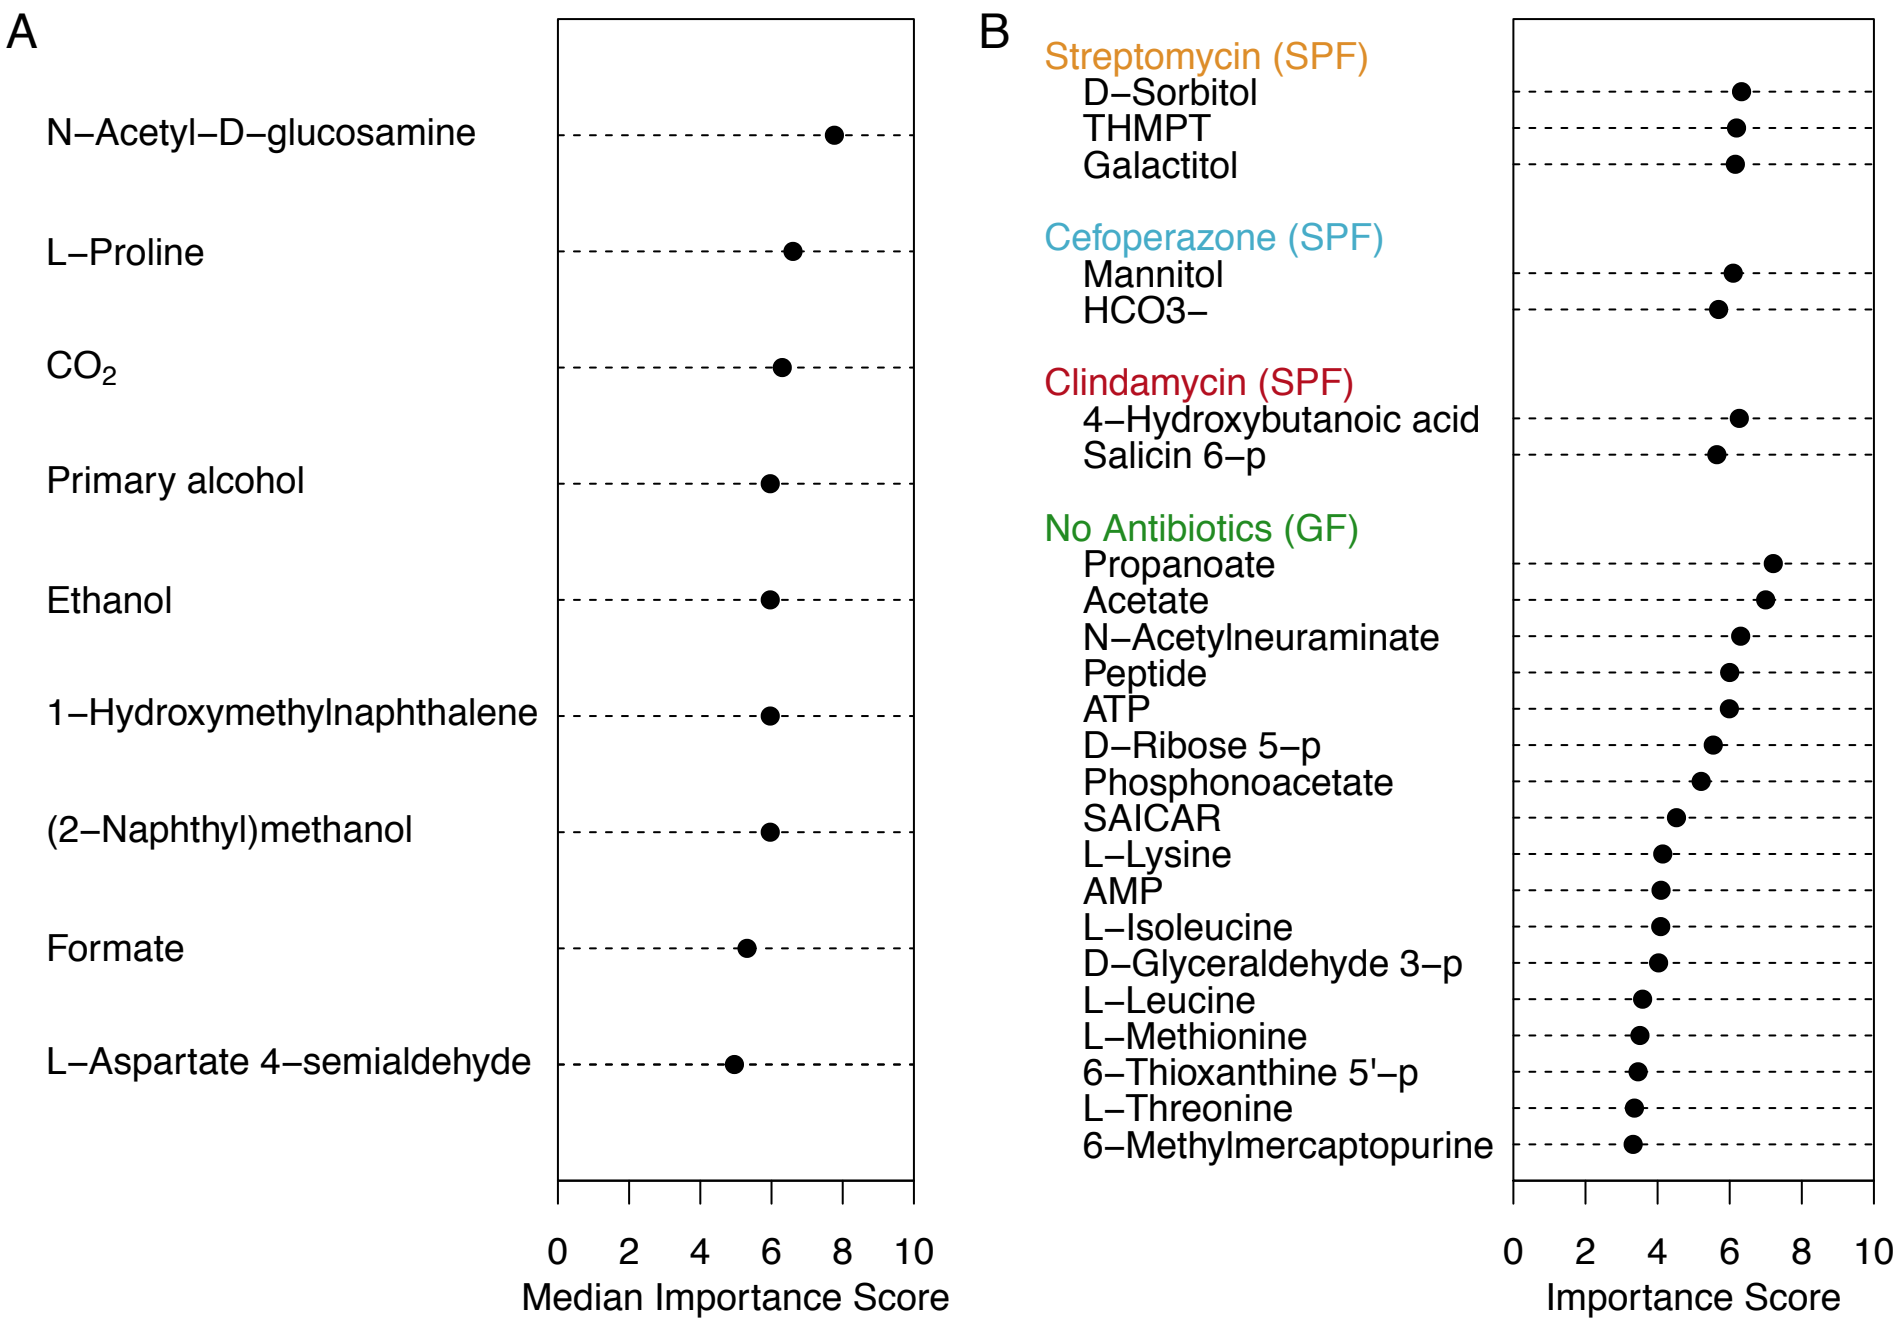 A
N−Acetyl−D−glucosamine
L−Proline
CO₂
Primary alcohol
Ethanol
1−Hydroxymethylnaphthalene
(2−Naphthyl)methanol
Formate
L−Aspartate 4−semialdehyde
0 2 4 6 8 10
Median Importance Score
B
Streptomycin (SPF)
D−Sorbitol
THMPT
Galactitol
Cefoperazone (SPF)
Mannitol
HCO3−
Clindamycin (SPF)
4−Hydroxybutanoic acid
Salicin 6−p
No Antibiotics (GF)
Propanoate
Acetate
N−Acetylneuraminate
Peptide
ATP
D−Ribose 5−p
Phosphonoacetate
SAICAR
L−Lysine
AMP
L−Isoleucine
D−Glyceraldehyde 3−p
L−Leucine
L−Methionine
6−Thioxanthine 5'−p
L−Threonine
6−Methylmercaptopurine
0 2 4 6 8 10
Importance Score